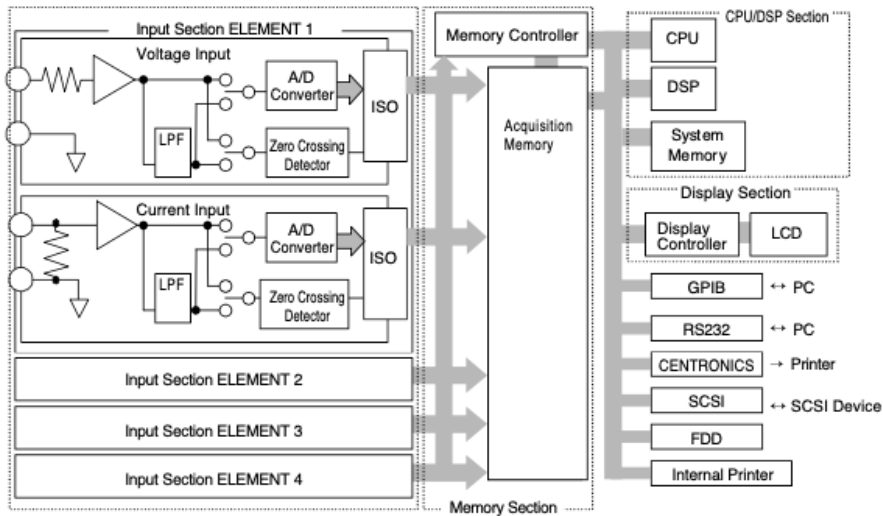 Input Section ELEMENT 1
Voltage Input
A/D
Converter
ISO
LPF
Zero Crossing
Detector
Current Input
A/D
Converter
ISO
LPF
Zero Crossing
Detector
Input Section ELEMENT 2
Input Section ELEMENT 3
Input Section ELEMENT 4
Memory Controller
Acquisition
Memory
Memory Section
CPU/DSP Section
CPU
DSP
System
Memory
Display Section
Display
Controller
LCD
GPIB ↔ PC
RS232 ↔ PC
CENTRONICS → Printer
SCSI ↔ SCSI Device
FDD
Internal Printer